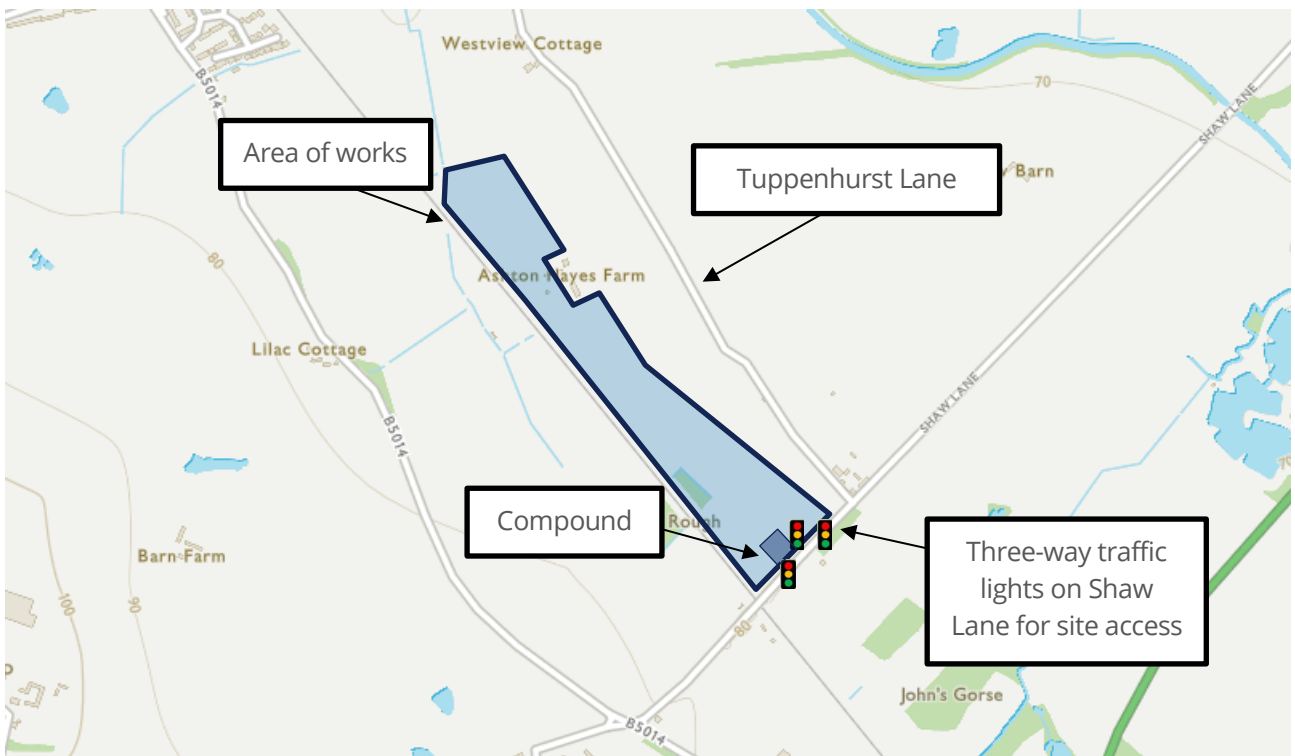 Westview Cottage
B5014
Area of works
70
SHAW LANE
Tuppenhurst Lane
Barn
80
Ashton Hayes Farm
Lilac Cottage
B5014
SHAW LANE
70
Compound
Rough
Three-way traffic
lights on Shaw
Lane for site access
Barn Farm
100
90
80
John's Gorse
B5014